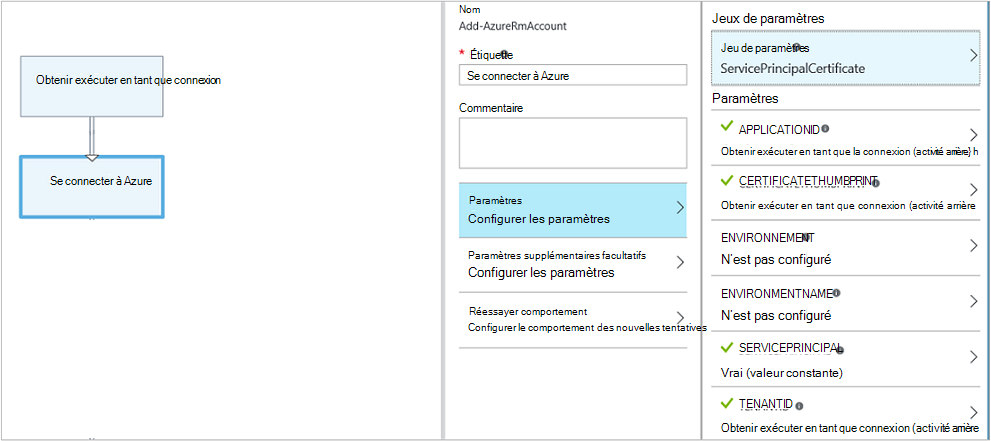 Obtenir exécuter en tant que connexion
Se connecter à Azure
Nom
Add-AzureRmAccount
* Étiquette
Se connecter à Azure
Commentaire
Paramètres
Configurer les paramètres
Paramètres supplémentaires facultatifs
Configurer les paramètres
Réessayer comportement
Configurer le comportement des nouvelles tentatives
Jeux de paramètres
Jeu de paramètres
ServicePrincipalCertificate
Paramètres
APPLICATIONID
Obtenir exécuter en tant que la connexion (activité arrière) h
CERTIFICATETHUMBPRINT
Obtenir exécuter en tant que connexion (activité arrière
ENVIRONNEMENT
N'est pas configuré
ENVIRONMENTNAME
N'est pas configuré
SERVICEPRINCIPAL
Vrai (valeur constante)
TENANTID
Obtenir exécuter en tant que connexion (activité arrière